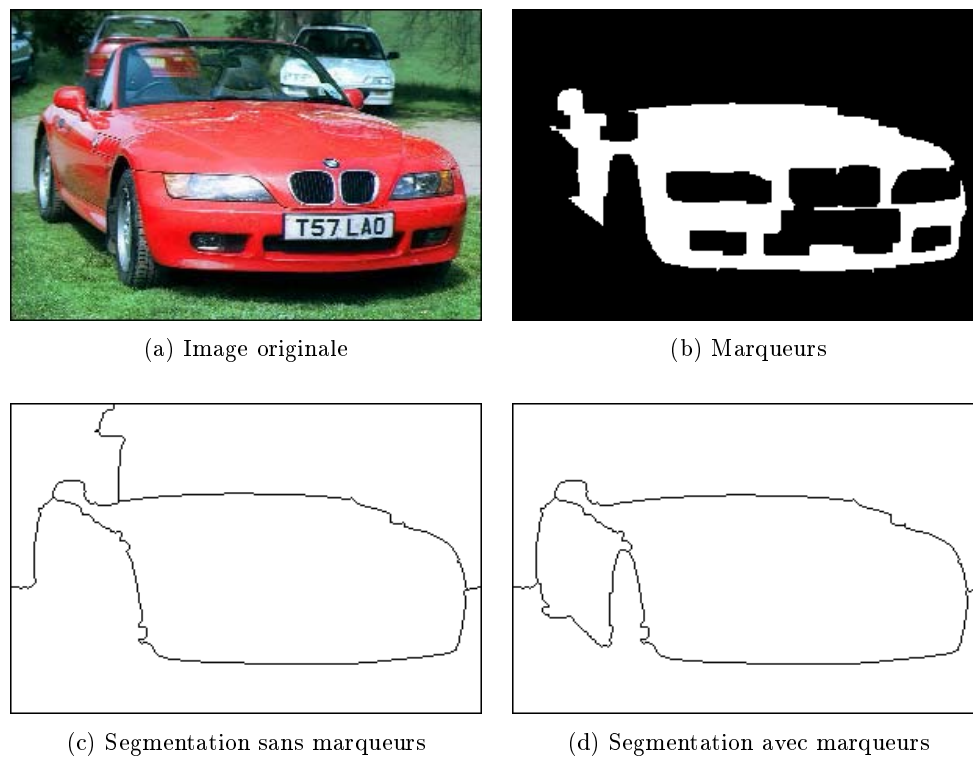 T57 LAO
(a) Image originale
(b) Marqueurs
(c) Segmentation sans marqueurs
(d) Segmentation avec marqueurs